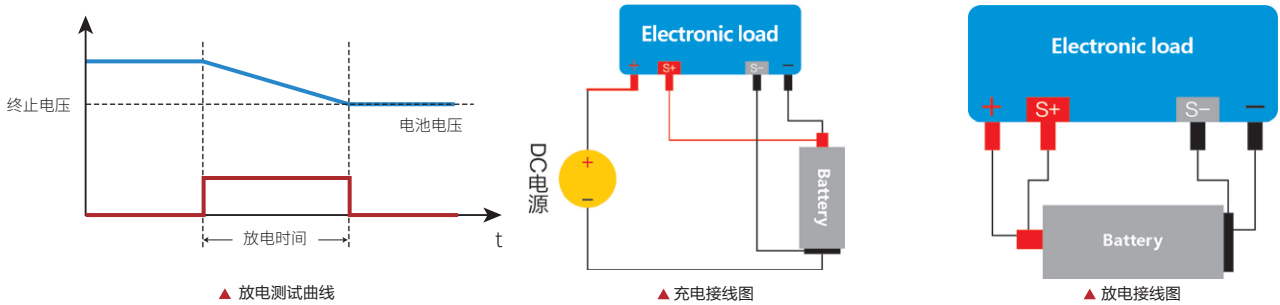 终止电压
电池电压
放电时间
t
▲ 放电测试曲线
Electronic load
+
S+
S−
−
DC电源
+
−
Battery
▲ 充电接线图
Electronic load
+
S+
S−
−
Battery
▲ 放电接线图